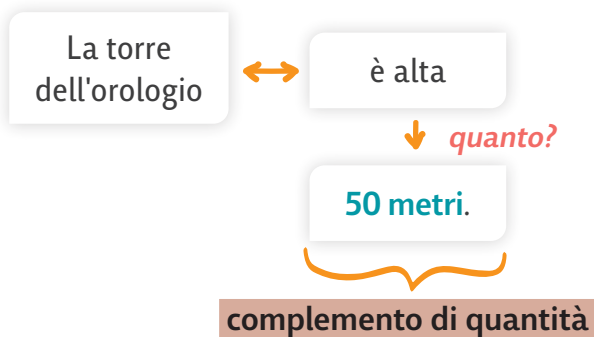 La torre
dell'orologio
è alta
quanto?
50 metri.
complemento di quantità